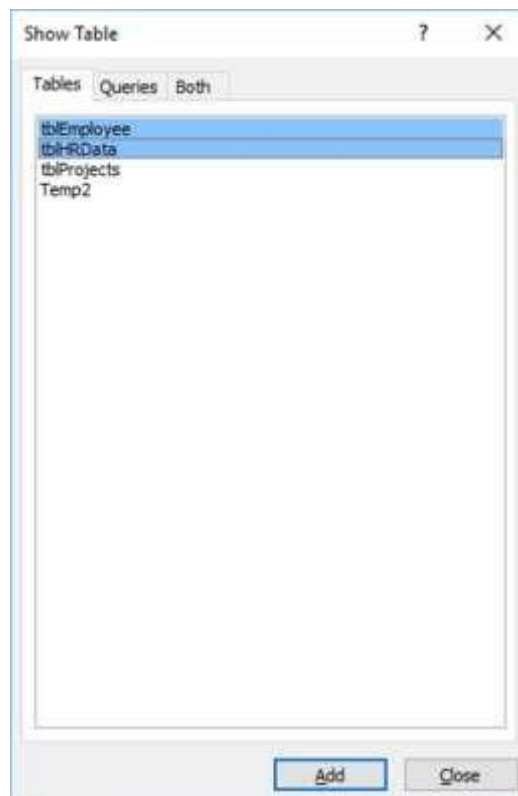 Show Table ? ×
Tables Queries Both
tblEmployee
tblHRData
tblProjects
Temp2
Add Close